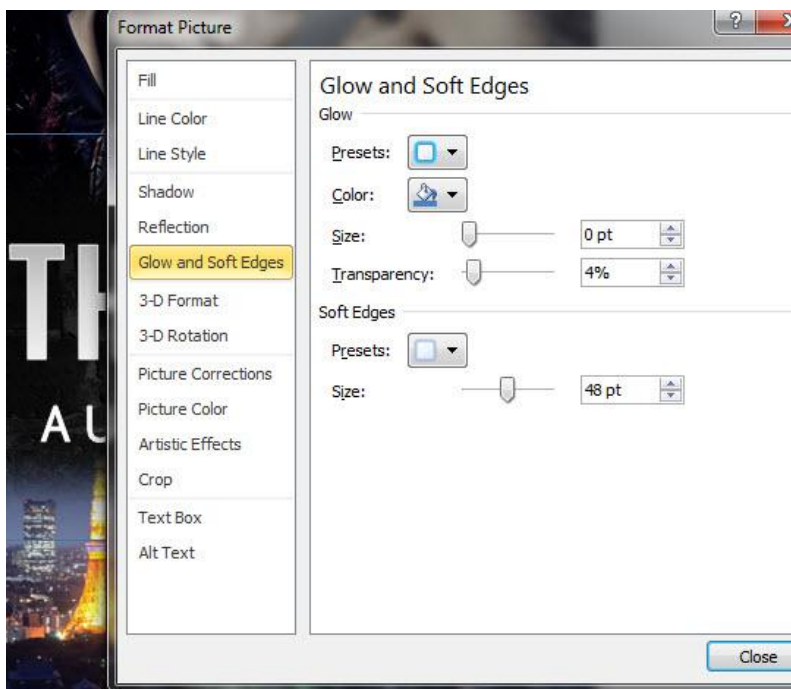 Format Picture
?
Fill
Line Color
Line Style
Shadow
Reflection
Glow and Soft Edges
3-D Format
3-D Rotation
Picture Corrections
Picture Color
Artistic Effects
Crop
Text Box
Alt Text
Glow and Soft Edges
Glow
Presets:
Color:
Size: 0 pt
Transparency: 4%
Soft Edges
Presets:
Size: 48 pt
Close
TH
AU